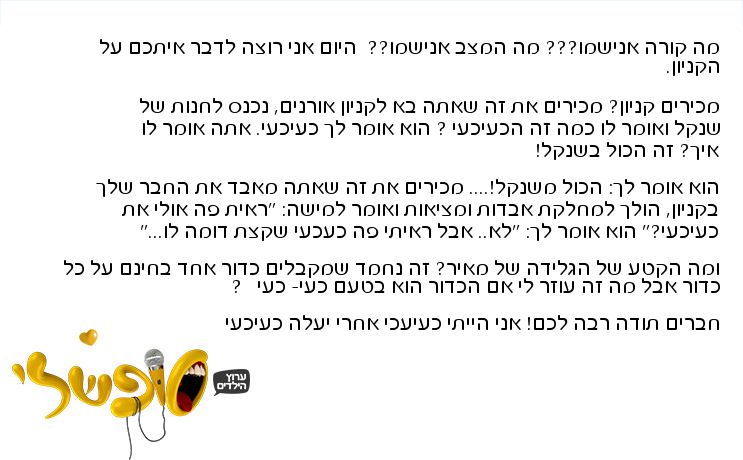 מה קורה אנישמו??? מה המצב אנישמו?? היום אני רוצה לדבר איתכם על
הקניון.
מכירים קניון? מכירים את זה שאתה בא לקניון אורנים, נכנס לחנות של
שנקל ואומר לו כמה זה הכעיכעי ? הוא אומר לך כעיכעי. אתה אומר לו
איך? זה הכול בשנקל!
הוא אומר לך: הכול משנקל!.... מכירים את זה שאתה מאבד את החבר שלך
בקניון, הולך למחלקת אבדות ומציאות ואומר למישה: "ראית פה אולי את
כעיכעי?" הוא אומר לך: "לא.. אבל ראיתי פה כעכעי שקצת דומה לו..."
ומה הקטע של הגלידה של מאיר? זה נחמד שמקבלים כדור אחד בחינם על כל
כדור אבל מה זה עוזר לי אם הכדור הוא בטעם כעי- כעי ?
חברים תודה רבה לכם! אני הייתי כעיעכי אחרי יעלה כעיכעי
סופשלי
ערוץ
הילדים